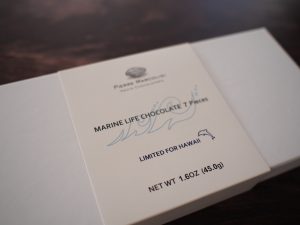 PIERRE MARCOLINI
MARINE LIFE CHOCOLATE 7 Pieces
LIMITED FOR HAWAII
NET WT 1.6OZ (45.0g)